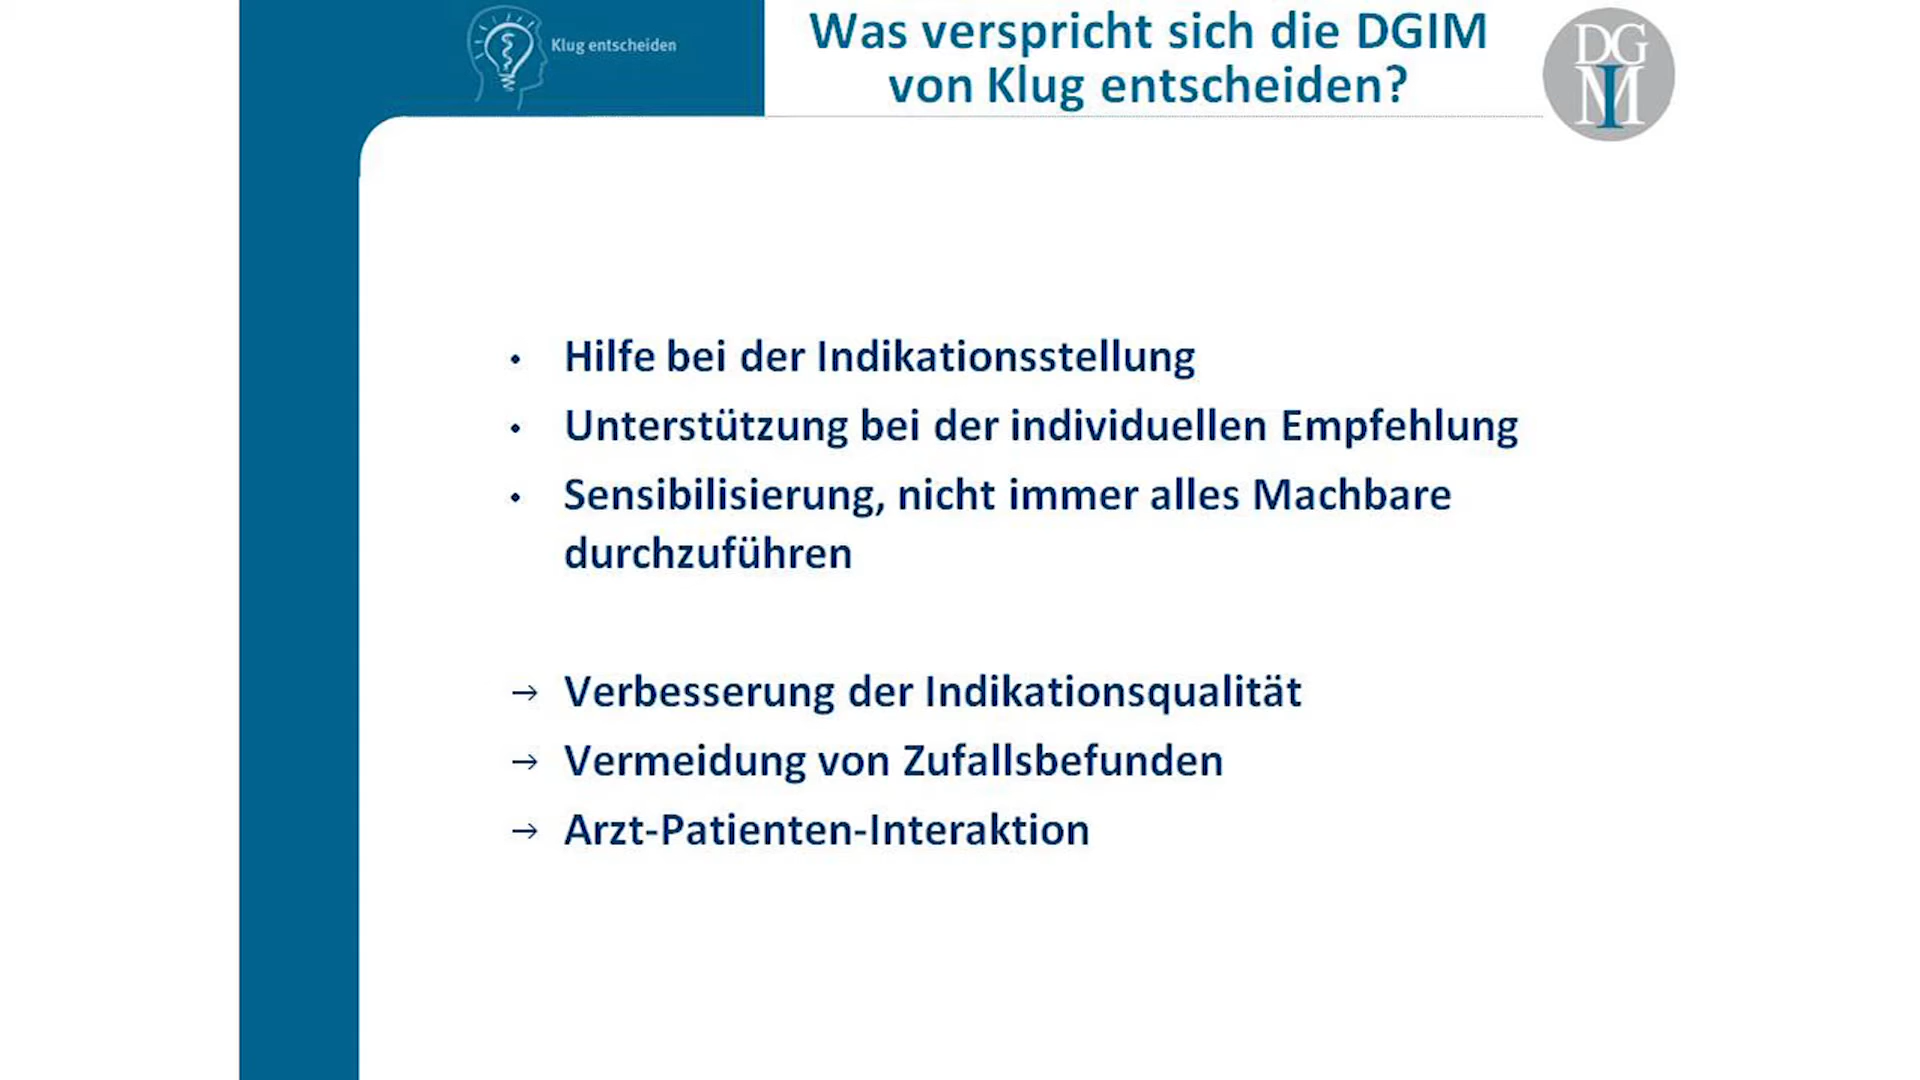 Klug entscheiden
Was verspricht sich die DGIM
von Klug entscheiden?
DG
IM
• Hilfe bei der Indikationsstellung
• Unterstützung bei der individuellen Empfehlung
• Sensibilisierung, nicht immer alles Machbare
durchzuführen
→ Verbesserung der Indikationsqualität
→ Vermeidung von Zufallsbefunden
→ Arzt-Patienten-Interaktion